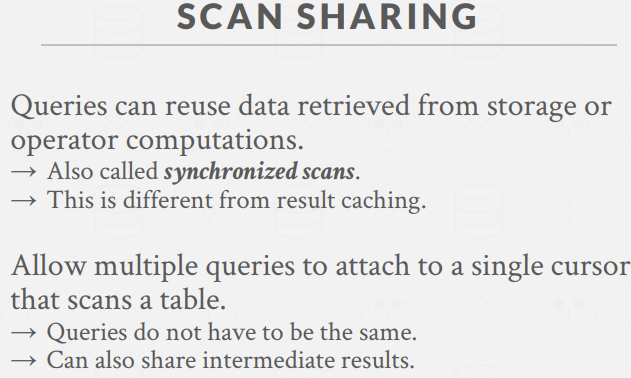 SCAN SHARING
Queries can reuse data retrieved from storage or
operator computations.
→ Also called synchronized scans.
→ This is different from result caching.
Allow multiple queries to attach to a single cursor
that scans a table.
→ Queries do not have to be the same.
→ Can also share intermediate results.